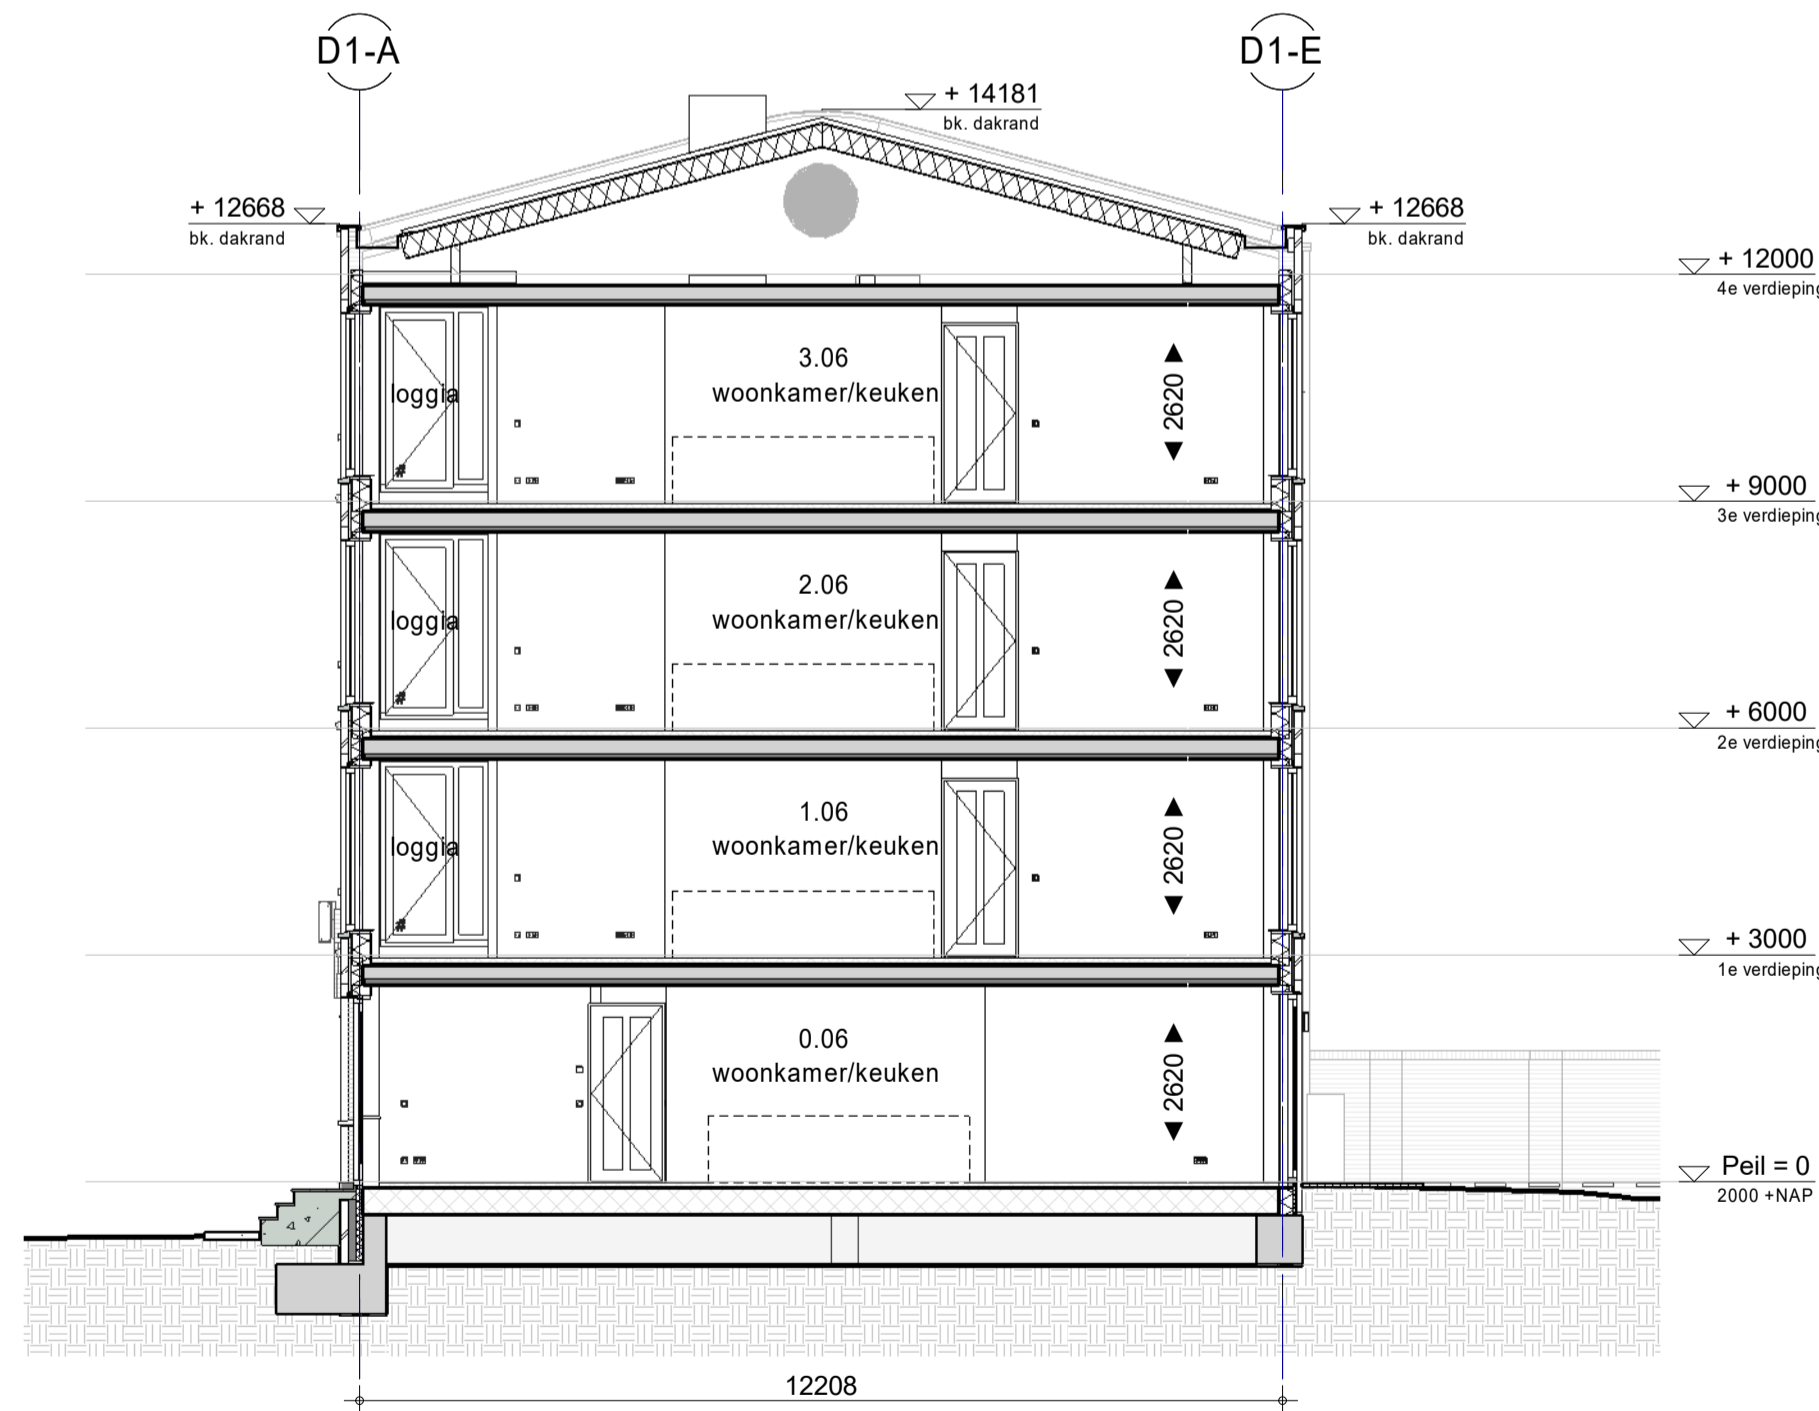 D1-A
D1-E
+ 14181
bk. dakrand
+ 12668
bk. dakrand
+ 12668
bk. dakrand
+ 12000
4e verdieping
3.06
woonkamer/keuken
loggia
2620
#
+ 9000
3e verdieping
2.06
woonkamer/keuken
loggia
2620
#
+ 6000
2e verdieping
1.06
woonkamer/keuken
loggia
2620
#
+ 3000
1e verdieping
0.06
woonkamer/keuken
2620
Peil = 0
2000 +NAP
12208